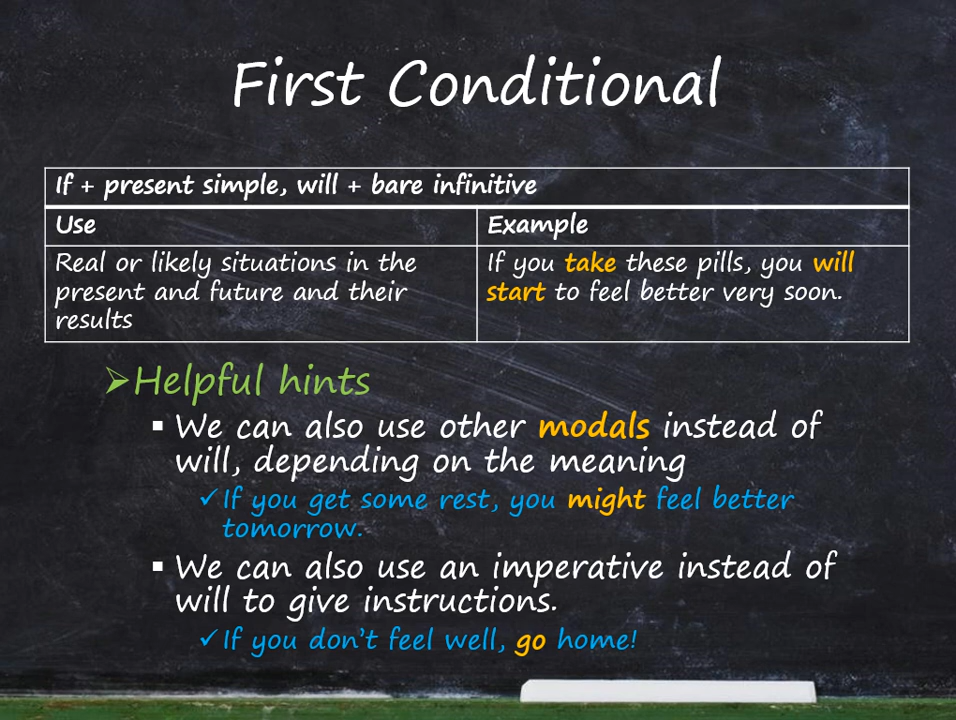 First Conditional
If + present simple, will + bare infinitive
Use
Example
Real or likely situations in the
present and future and their
results
If you take these pills, you will
start to feel better very soon.
Helpful hints
We can also use other modals instead of
will, depending on the meaning
If you get some rest, you might feel better
tomorrow.
We can also use an imperative instead of
will to give instructions.
If you don't feel well, go home!